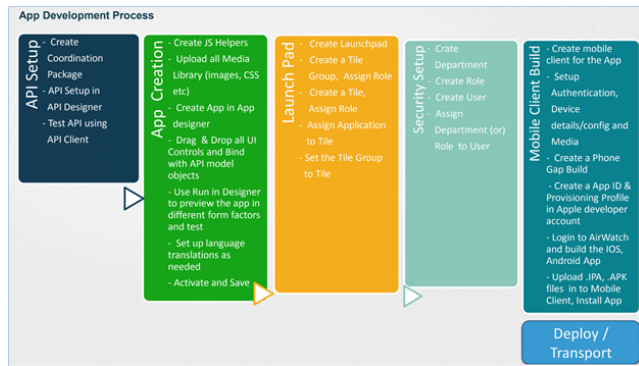 App Development Process
API Setup
- Create
Coordination
Package
- API Setup in
API Designer
- Test API using
API Client
App Creation
- Create JS Helpers
- Upload all Media
Library (images, CSS
etc)
- Create App in App
designer
- Drag & Drop all UI
Controls and Bind
with API model
objects
- Use Run in Designer
to preview the app in
different form factors
and test
- Set up language
translations as
needed
- Activate and Save
Launch Pad
- Create Launchpad
- Create a Tile
Group, Assign Role
- Create a Tile,
Assign Role
- Assign Application
to Tile
- Set the Tile Group
to Tile
Security Setup
- Crate
Department
- Create Role
- Create User
- Assign
Department (or)
Role to User
Mobile Client Build
- Create mobile
client for the App
- Setup
Authentication,
Device
details/config and
Media
- Create a Phone
Gap Build
- Create a App ID &
Provisioning Profile
in Apple developer
account
- Login to AirWatch
and build the IOS,
Android App
- Upload .IPA, .APK
files in to Mobile
Client, Install App
Deploy /
Transport